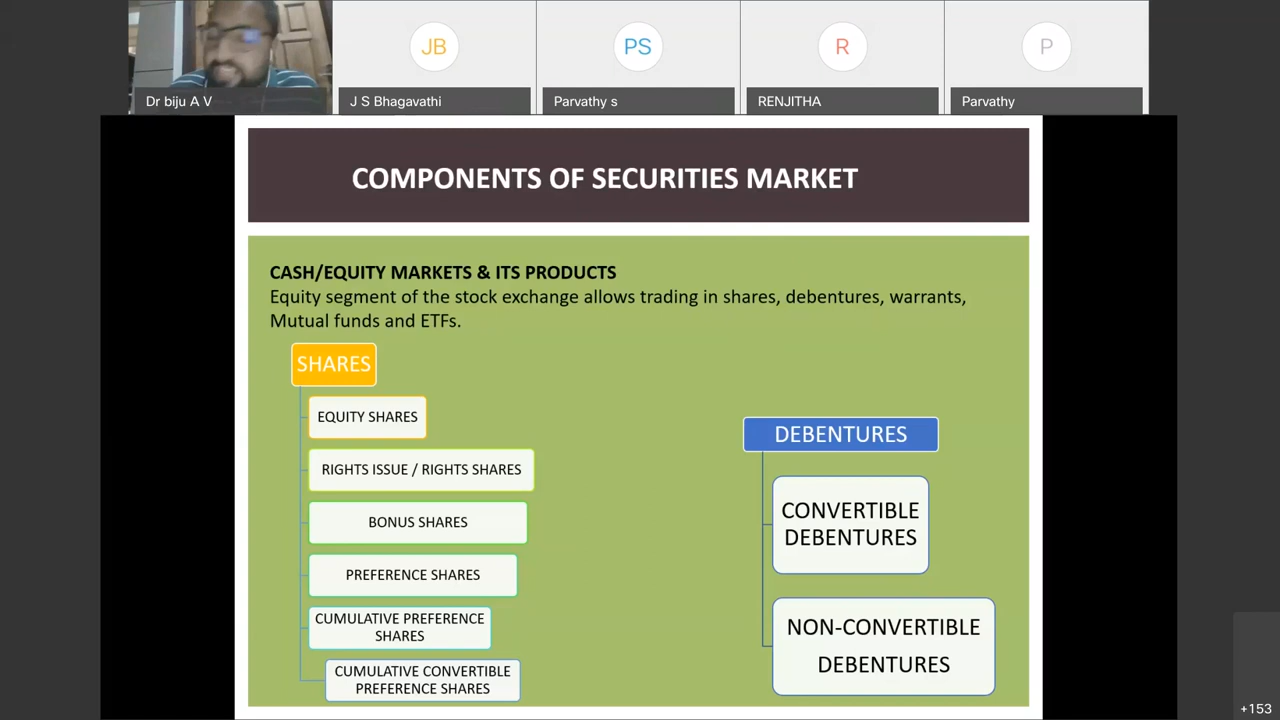 JB
PS
R
P
Dr biju A V
J S Bhagavathi
Parvathy s
RENJITHA
Parvathy
COMPONENTS OF SECURITIES MARKET
CASH/EQUITY MARKETS & ITS PRODUCTS
Equity segment of the stock exchange allows trading in shares, debentures, warrants,
Mutual funds and ETFs.
SHARES
EQUITY SHARES
RIGHTS ISSUE / RIGHTS SHARES
BONUS SHARES
PREFERENCE SHARES
CUMULATIVE PREFERENCE
SHARES
CUMULATIVE CONVERTIBLE
PREFERENCE SHARES
DEBENTURES
CONVERTIBLE
DEBENTURES
NON-CONVERTIBLE
DEBENTURES
+153